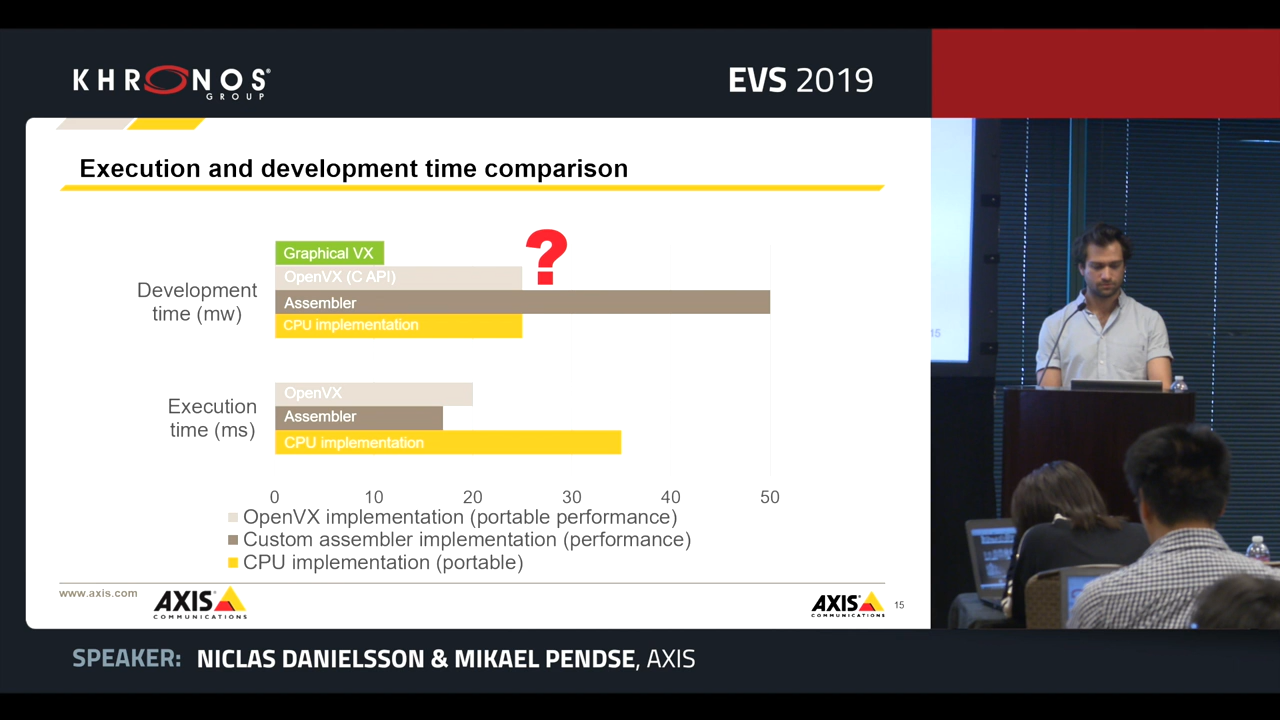 KHRONOS®
GROUP
EVS 2019
Execution and development time comparison
?
Graphical VX
OpenVX (C API)
Development
time (mw)
Assembler
CPU implementation
OpenVX
Execution
time (ms)
Assembler
CPU implementation
0 10 20 30 40 50
OpenVX implementation (portable performance)
Custom assembler implementation (performance)
CPU implementation (portable)
www.axis.com
AXIS
COMMUNICATIONS
AXIS
COMMUNICATIONS
15
15
SPEAKER: NICLAS DANIELSSON & MIKAEL PENDSE, AXIS